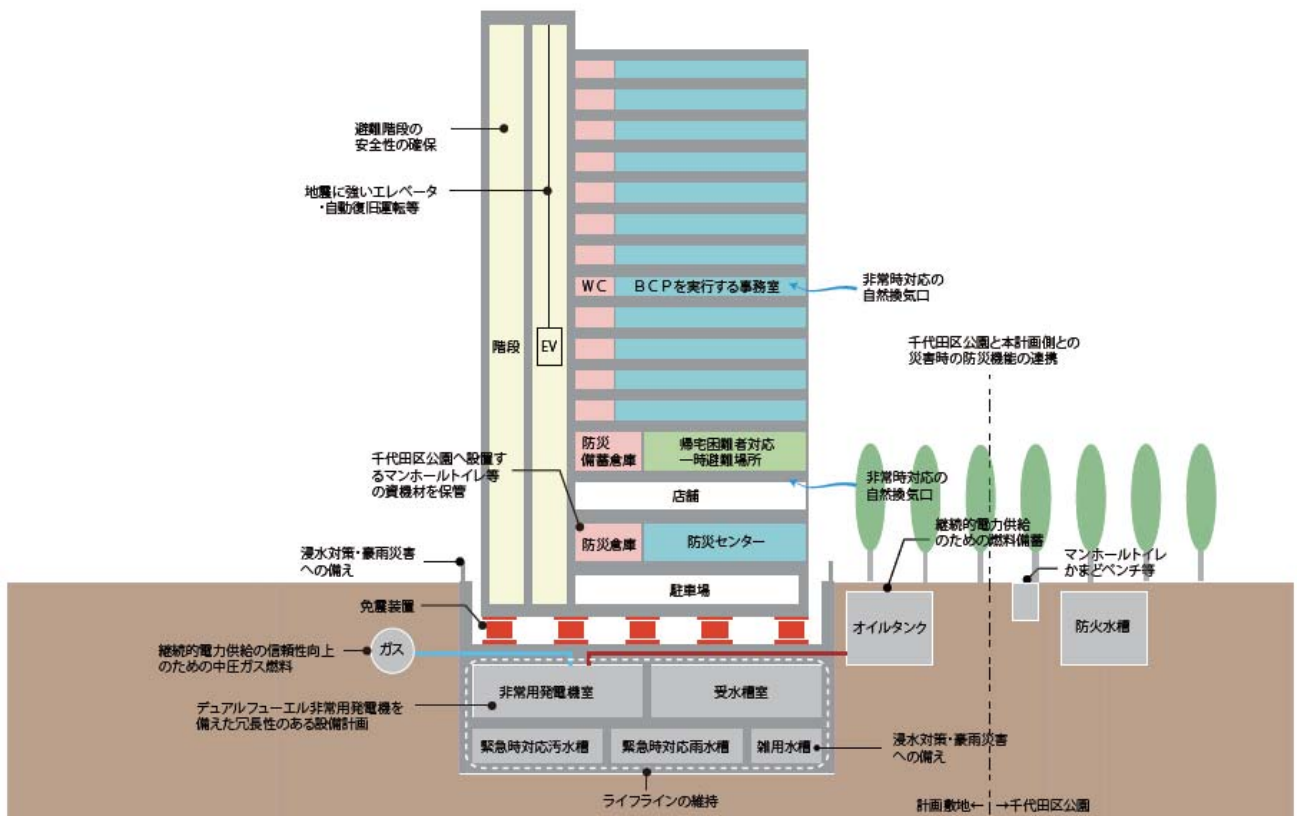 避難階段の
安全性の確保
地震に強いエレベータ
・自動復旧運転等
WC
BCPを実行する事務室
非常時対応の
自然換気口
階段
EV
千代田区公園と本計画側との
災害時の防災機能の連携
防災
備蓄倉庫
帰宅困難者対応
一時避難場所
千代田区公園へ設置す
るマンホールトイレ等
の資機材を保管
店舗
非常時対応の
自然換気口
防災倉庫
防災センター
継続的電力供給
のための燃料備蓄
浸水対策・豪雨災害
への備え
マンホールトイレ
かまどベンチ等
駐車場
免震装置
オイルタンク
防火水槽
ガス
継続的電力供給の信頼性向上
のための中圧ガス燃料
非常用発電機室
受水槽室
デュアルフューエル非常用発電機を
備えた冗長性のある設備計画
緊急時対応汚水槽
緊急時対応雨水槽
雑用水槽
浸水対策・豪雨災害
への備え
ライフラインの維持
計画敷地←
→千代田区公園